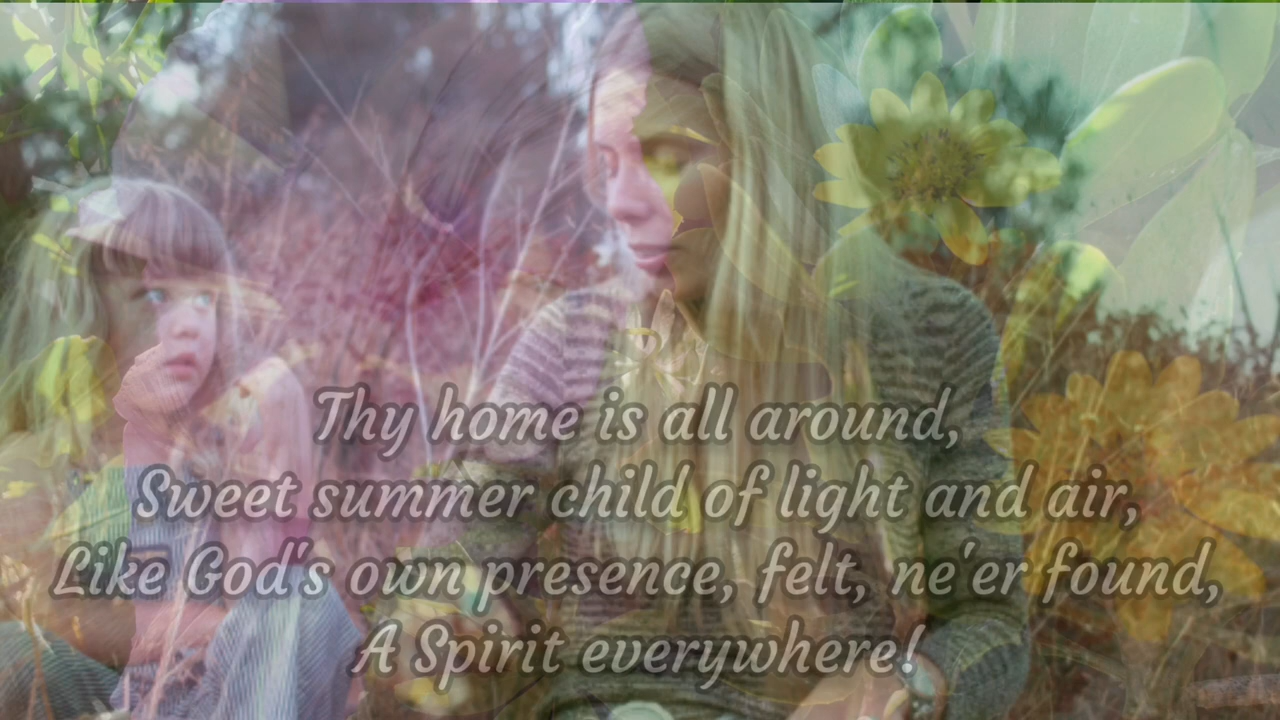 Thy home is all around,
Sweet summer child of light and air,
Like God's own presence, felt, ne'er found,
A Spirit everywhere!